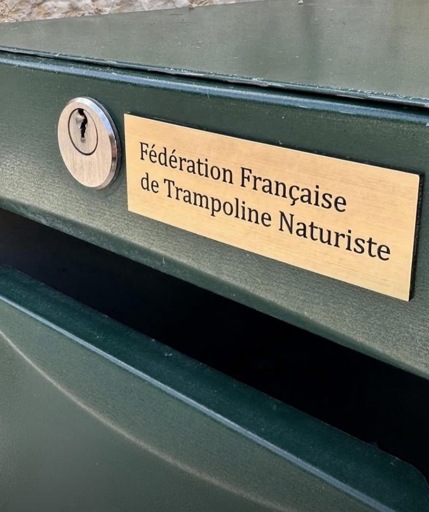 Fédération Française
de Trampoline Naturiste